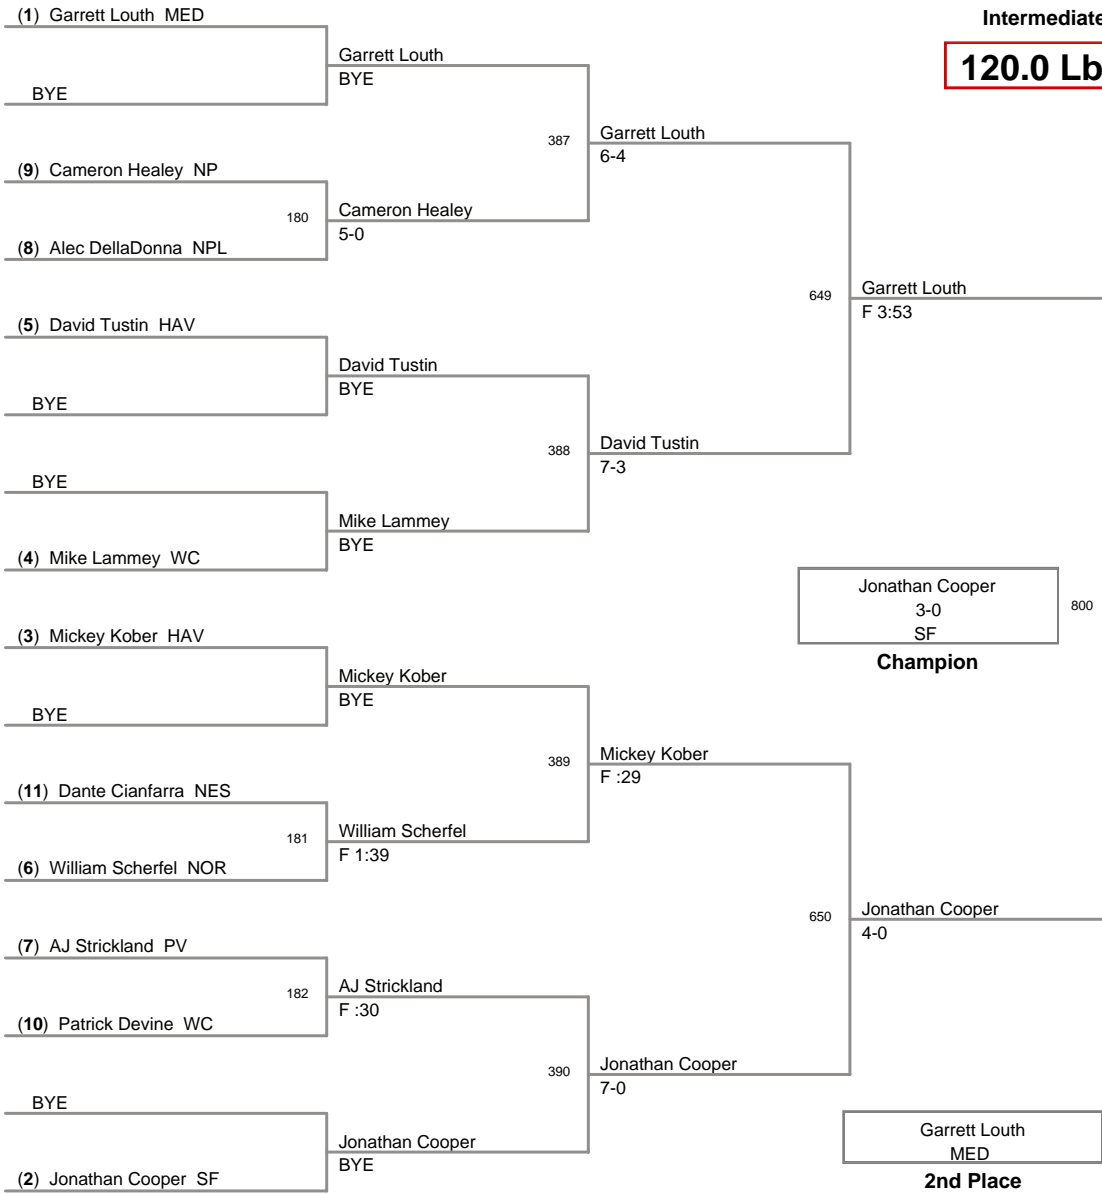 (1) Garrett Louth MED
Intermediate
Garrett Louth
BYE
120.0 Lb
BYE
387
Garrett Louth
6-4
(9) Cameron Healey NP
180
Cameron Healey
5-0
(8) Alec DellaDonna NPL
649
Garrett Louth
F 3:53
(5) David Tustin HAV
David Tustin
BYE
BYE
388
David Tustin
7-3
BYE
Mike Lammey
BYE
(4) Mike Lammey WC
Jonathan Cooper
3-0
SF
800
Champion
(3) Mickey Kober HAV
Mickey Kober
BYE
BYE
389
Mickey Kober
F :29
(11) Dante Cianfarra NES
181
William Scherfel
F 1:39
(6) William Scherfel NOR
650
Jonathan Cooper
4-0
(7) AJ Strickland PV
182
AJ Strickland
F :30
(10) Patrick Devine WC
390
Jonathan Cooper
7-0
BYE
Jonathan Cooper
BYE
(2) Jonathan Cooper SF
Garrett Louth
MED
2nd Place